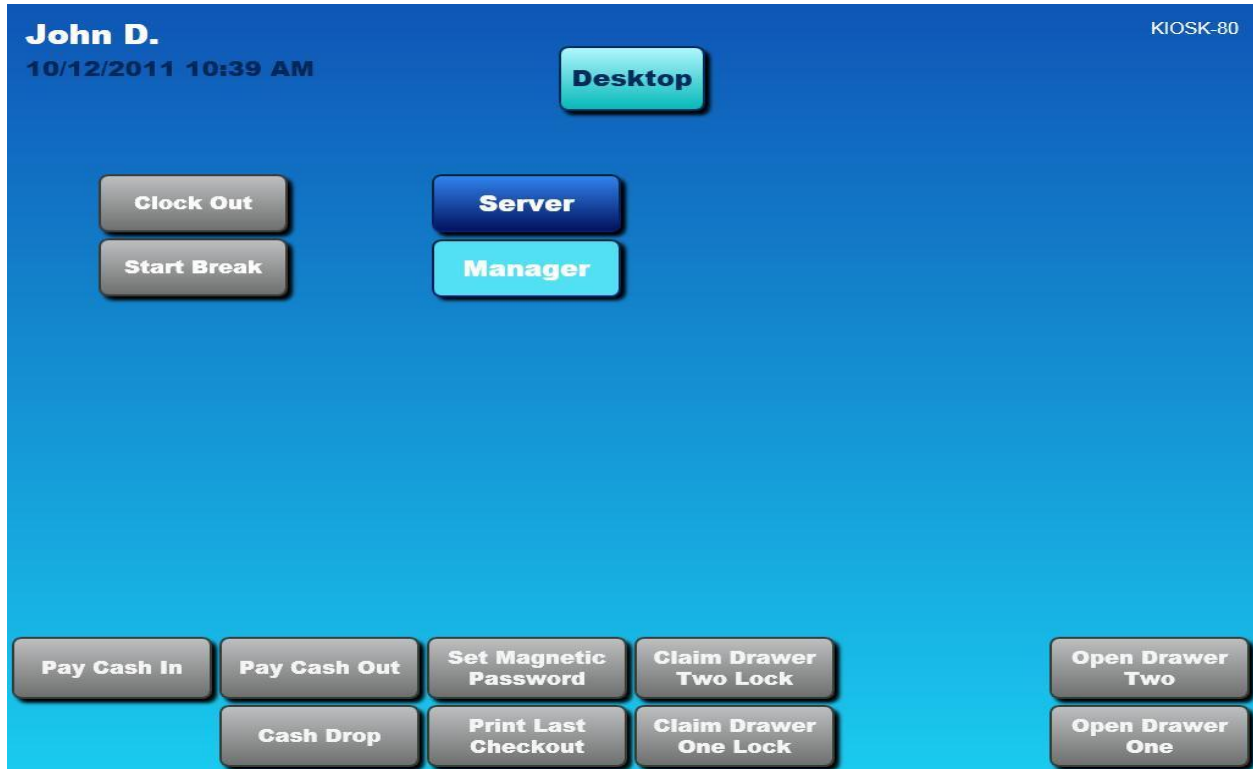 John D.
KIOSK-80
10/12/2011 10:39 AM
Desktop
Clock Out
Server
Start Break
Manager
Pay Cash In
Pay Cash Out
Set Magnetic
Password
Claim Drawer
Two Lock
Open Drawer
Two
Cash Drop
Print Last
Checkout
Claim Drawer
One Lock
Open Drawer
One